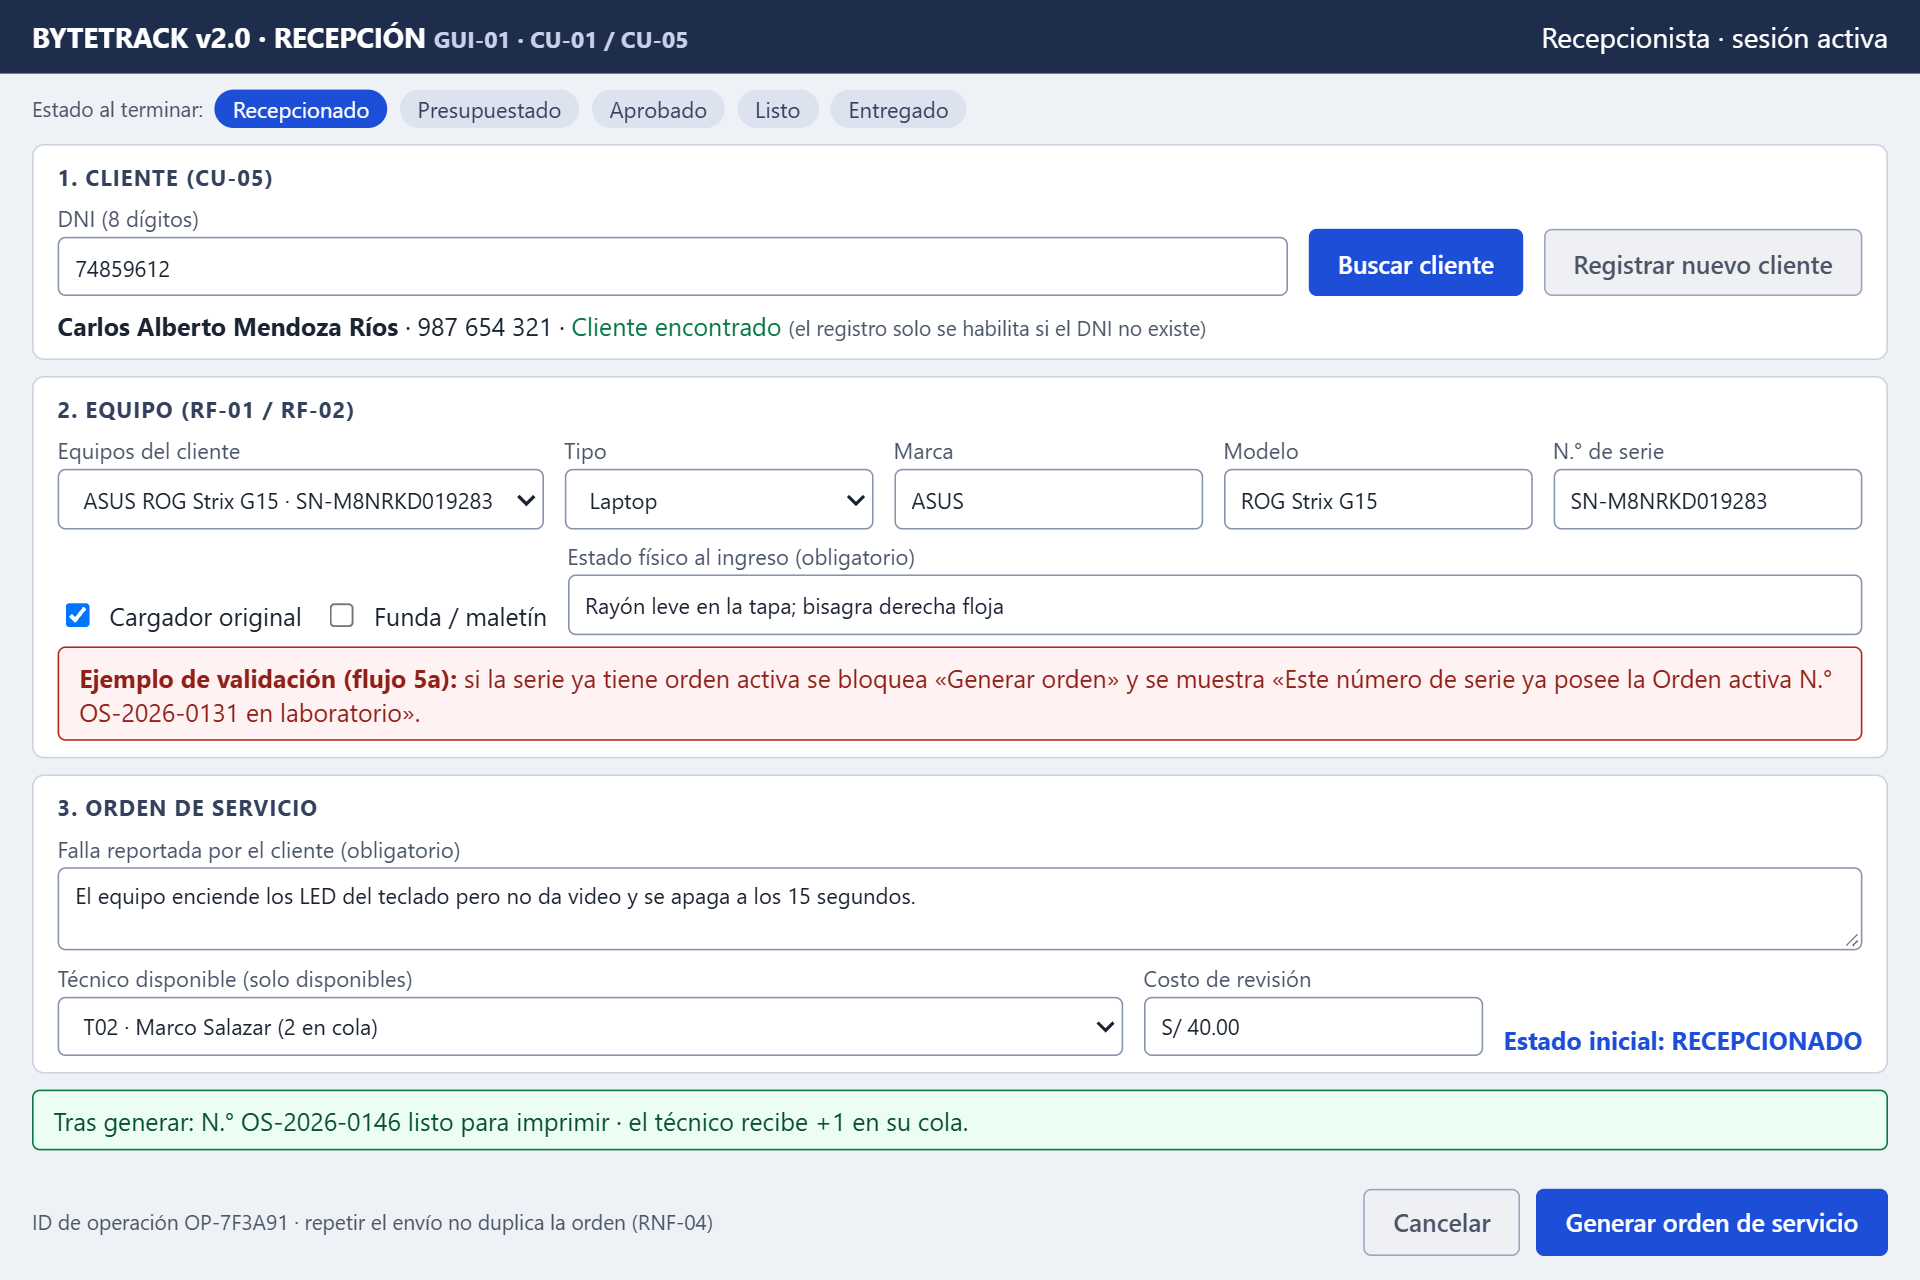 BYTETRACK v2.0 · RECEPCIÓN GUI-01 · CU-01 / CU-05
Recepcionista · sesión activa
Estado al terminar: Recepcionado Presupuestado Aprobado Listo Entregado
1. CLIENTE (CU-05)
DNI (8 dígitos)
74859612
Buscar cliente
Registrar nuevo cliente
Carlos Alberto Mendoza Ríos · 987 654 321 · Cliente encontrado (el registro solo se habilita si el DNI no existe)
2. EQUIPO (RF-01 / RF-02)
Equipos del cliente
ASUS ROG Strix G15 · SN-M8NRKD019283
Tipo
Laptop
Marca
ASUS
Modelo
ROG Strix G15
N.° de serie
SN-M8NRKD019283
Cargador original
Funda / maletín
Estado físico al ingreso (obligatorio)
Rayón leve en la tapa; bisagra derecha floja
Ejemplo de validación (flujo 5a): si la serie ya tiene orden activa se bloquea «Generar orden» y se muestra «Este número de serie ya posee la Orden activa N.°
OS-2026-0131 en laboratorio».
3. ORDEN DE SERVICIO
Falla reportada por el cliente (obligatorio)
El equipo enciende los LED del teclado pero no da video y se apaga a los 15 segundos.
Técnico disponible (solo disponibles)
T02 · Marco Salazar (2 en cola)
Costo de revisión
S/ 40.00
Estado inicial: RECEPCIONADO
Tras generar: N.° OS-2026-0146 listo para imprimir · el técnico recibe +1 en su cola.
ID de operación OP-7F3A91 · repetir el envío no duplica la orden (RNF-04)
Cancelar
Generar orden de servicio